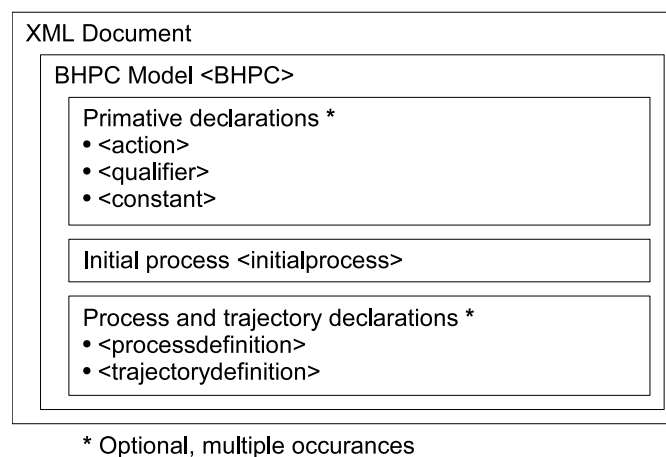 XML Document
BHPC Model <BHPC>
Primative declarations *
• <action>
• <qualifier>
• <constant>
Initial process <initialprocess>
Process and trajectory declarations *
• <processdefinition>
• <trajectorydefinition>
* Optional, multiple occurances